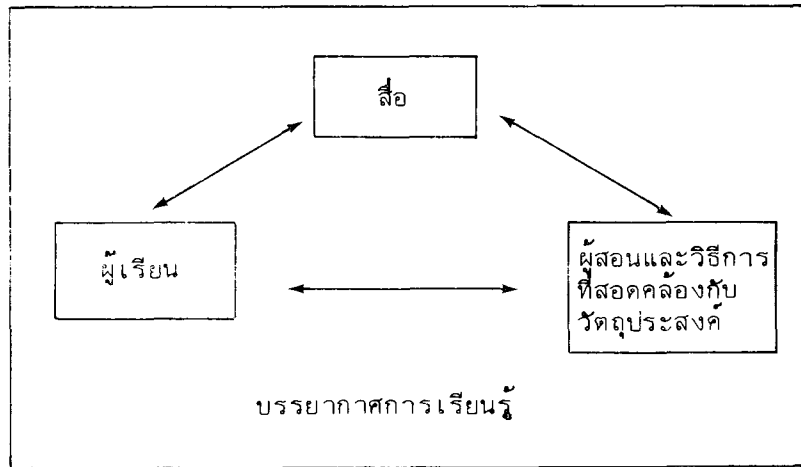 สื่อ
ผู้เรียน
ผู้สอนและวิธีการ
ที่สอดคล้องกับ
วัตถุประสงค์
บรรยากาศการเรียนรู้